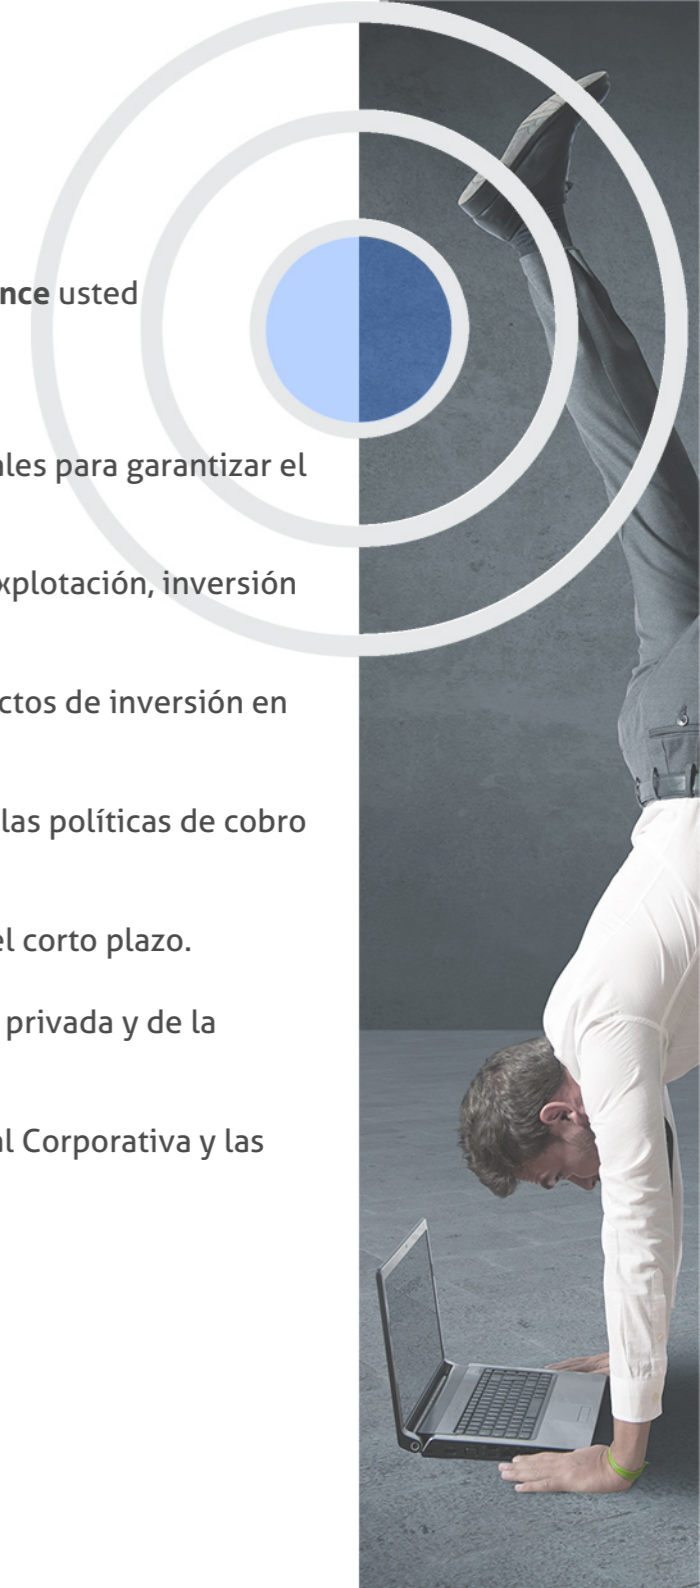 nce usted
ales para garantizar el
xplotación, inversión
ctos de inversión en
las políticas de cobro
el corto plazo.
privada y de la
al Corporativa y las